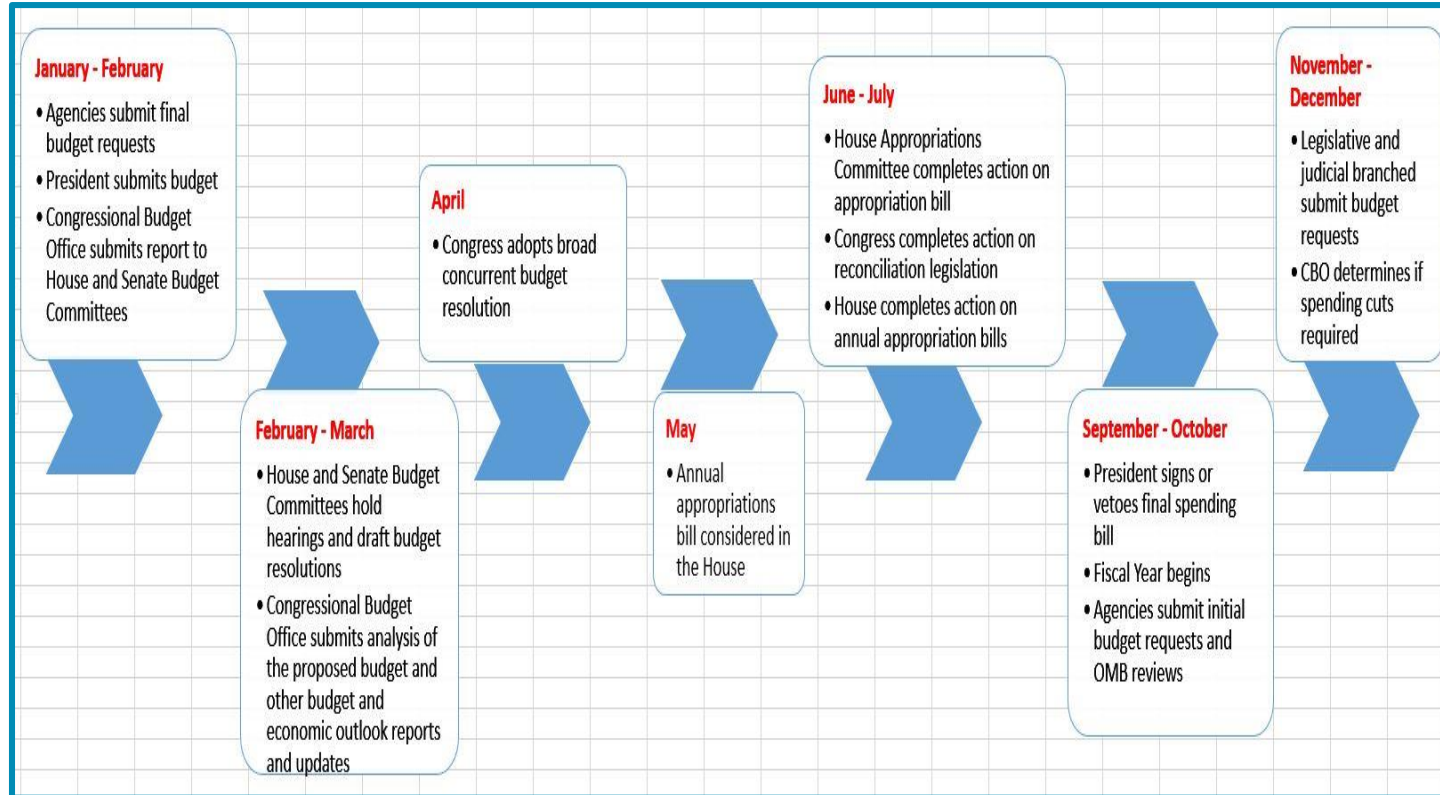 January - February
• Agencies submit final
budget requests
• President submits budget
• Congressional Budget
Office submits report to
House and Senate Budget
Committees
February - March
• House and Senate Budget
Committees hold
hearings and draft budget
resolutions
• Congressional Budget
Office submits analysis of
the proposed budget and
other budget and
economic outlook reports
and updates
April
• Congress adopts broad
concurrent budget
resolution
May
• Annual
appropriations
bill considered in
the House
June - July
• House Appropriations
Committee completes action on
appropriation bill
• Congress completes action on
reconciliation legislation
• House completes action on
annual appropriation bills
September - October
• President signs or
vetoes final spending
bill
• Fiscal Year begins
• Agencies submit initial
budget requests and
OMB reviews
November -
December
• Legislative and
judicial branched
submit budget
requests
• CBO determines if
spending cuts
required